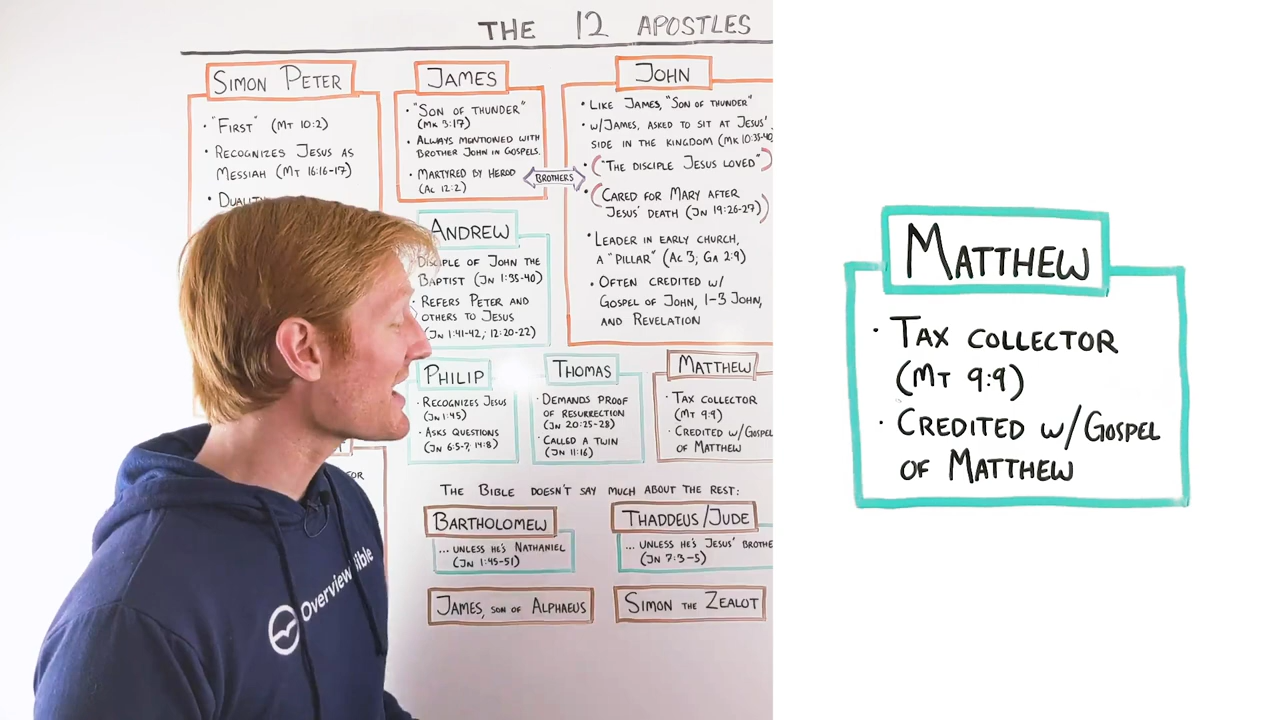 THE 12 APOSTLES
SIMON PETER
• "FIRST" (MT 10:2)
• RECOGNIZES JESUS AS
MESSIAH (MT 16:16-17)
• DUALIT
JAMES
• "SON OF THUNDER"
(MK 3:17)
• ALWAYS MENTIONED WITH
BROTHER JOHN IN GOSPELS.
• MARTYRED BY HEROD
(AC 12:2)
BROTHERS
JOHN
• LIKE JAMES, "SON OF THUNDER"
• W/JAMES, ASKED TO SIT AT JESUS'
SIDE IN THE KINGDOM (MK 10:35-40
• ("THE DISCIPLE JESUS LOVED")
• (CARED FOR MARY AFTER
JESUS' DEATH (JN 19:26-27))
• LEADER IN EARLY CHURCH,
A "PILLAR" (AC 3; GA 2:9)
• OFTEN CREDITED W/
GOSPEL OF JOHN, 1-3 JOHN,
AND REVELATION
ANDREW
DISCIPLE OF JOHN THE
BAPTIST (JN 1:35-40)
• REFERS PETER AND
OTHERS TO JESUS
(JN 1:41-42; 12:20-22)
PHILIP
• RECOGNIZES JESUS
(JN 1:45)
• ASKS QUESTIONS
(JN 6:5-7, 14:8)
THOMAS
• DEMANDS PROOF
OF RESURRECTION
(JN 20:25-28)
• CALLED A TWIN
(JN 11:16)
MATTHEW
• TAX COLLECTOR
(MT 9:9)
• CREDITED W/GOSPEL
OF MATTHEW
THE BIBLE DOESN'T SAY MUCH ABOUT THE REST:
BARTHOLOMEW
... UNLESS HE'S NATHANIEL
(JN 1:45-51)
THADDEUS/JUDE
... UNLESS HE'S JESUS' BROTHE
(JN 7:3-5)
JAMES, SON OF ALPHAEUS
SIMON THE ZEALOT
Overview Bible
MATTHEW
• TAX COLLECTOR
(MT 9:9)
• CREDITED W/GOSPEL
OF MATTHEW